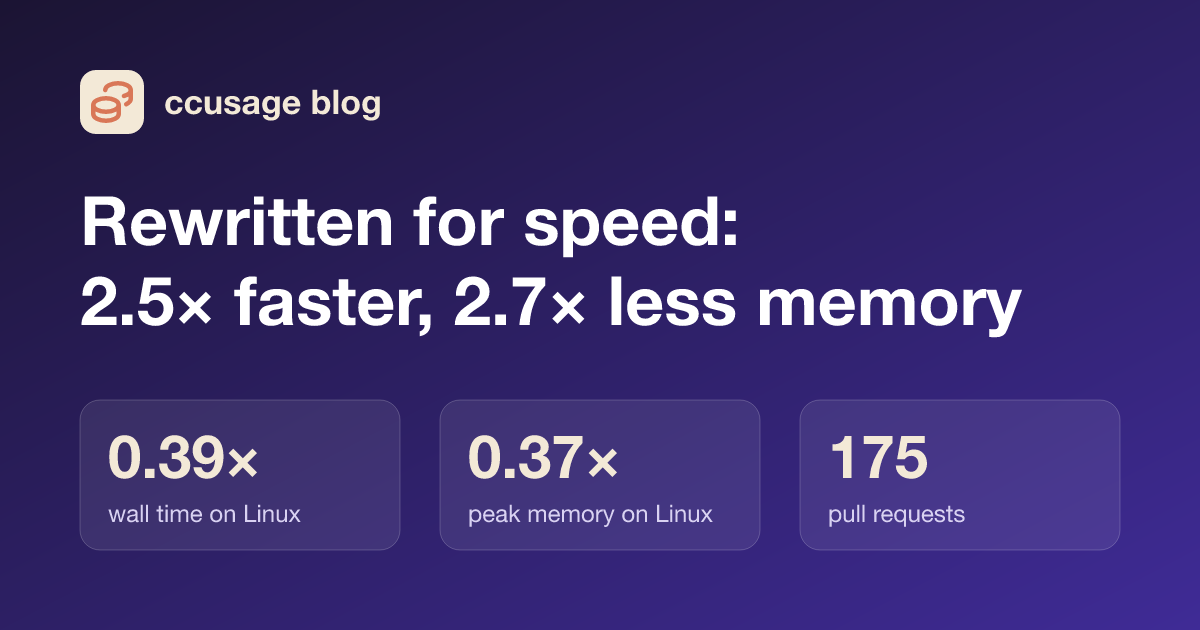 ccusage blog
Rewritten for speed:
2.5× faster, 2.7× less memory
0.39×
wall time on Linux
0.37×
peak memory on Linux
175
pull requests